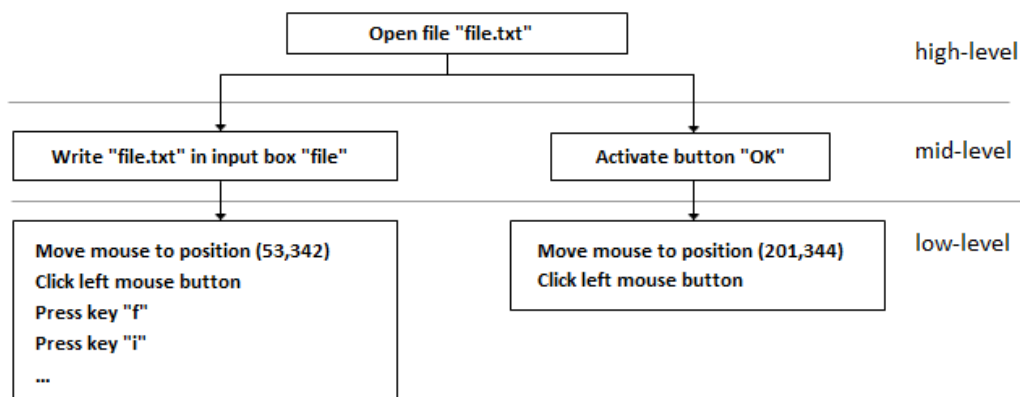 Open file "file.txt"
high-level
Write "file.txt" in input box "file"
Activate button "OK"
mid-level
Move mouse to position (53,342)
Click left mouse button
Press key "f"
Press key "i"
...
Move mouse to position (201,344)
Click left mouse button
low-level